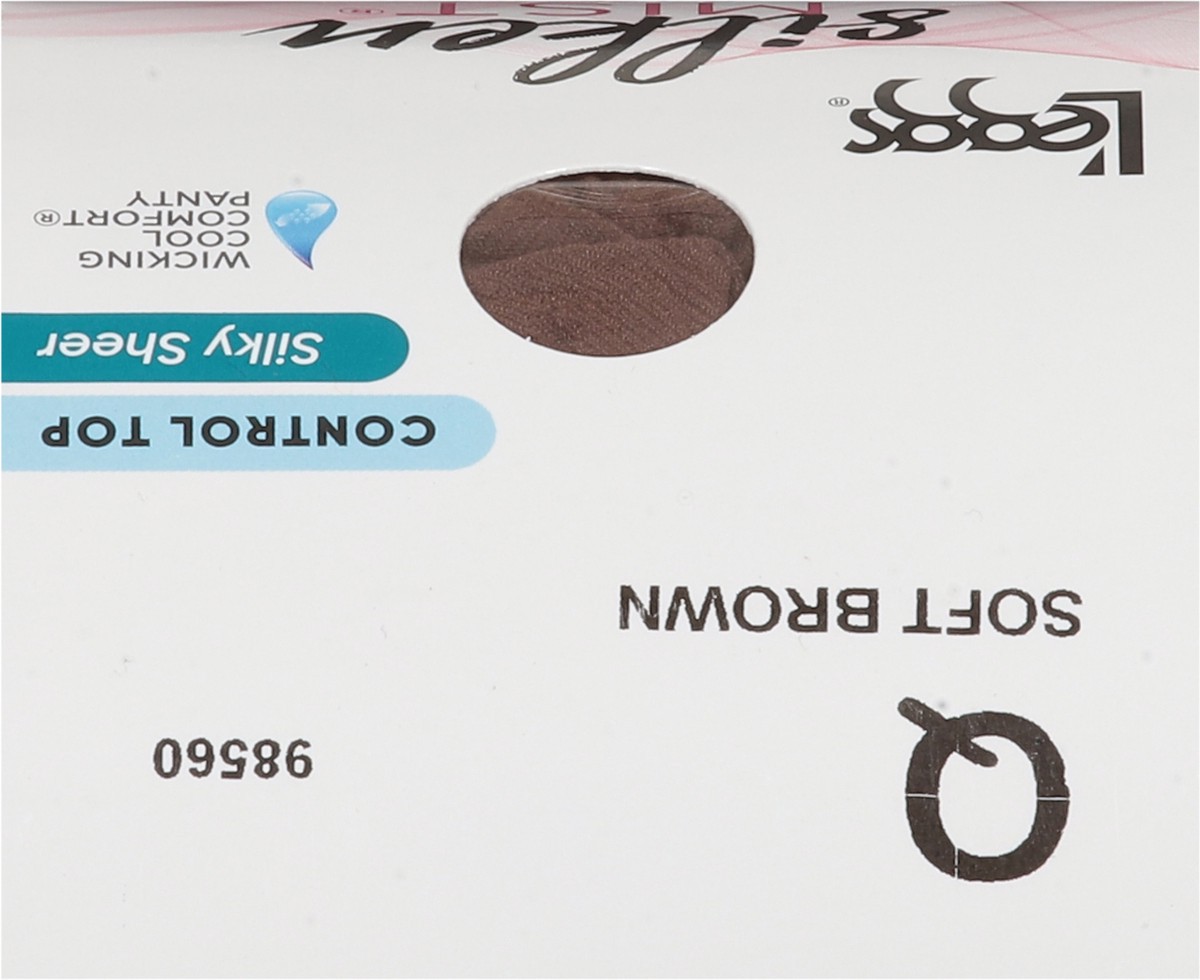 Q
98560
SOFT BROWN
CONTROL TOP
Silky Sheer
WICKING
COOL
COMFORT®
PANTY
L'eggs®
silken
MIST®